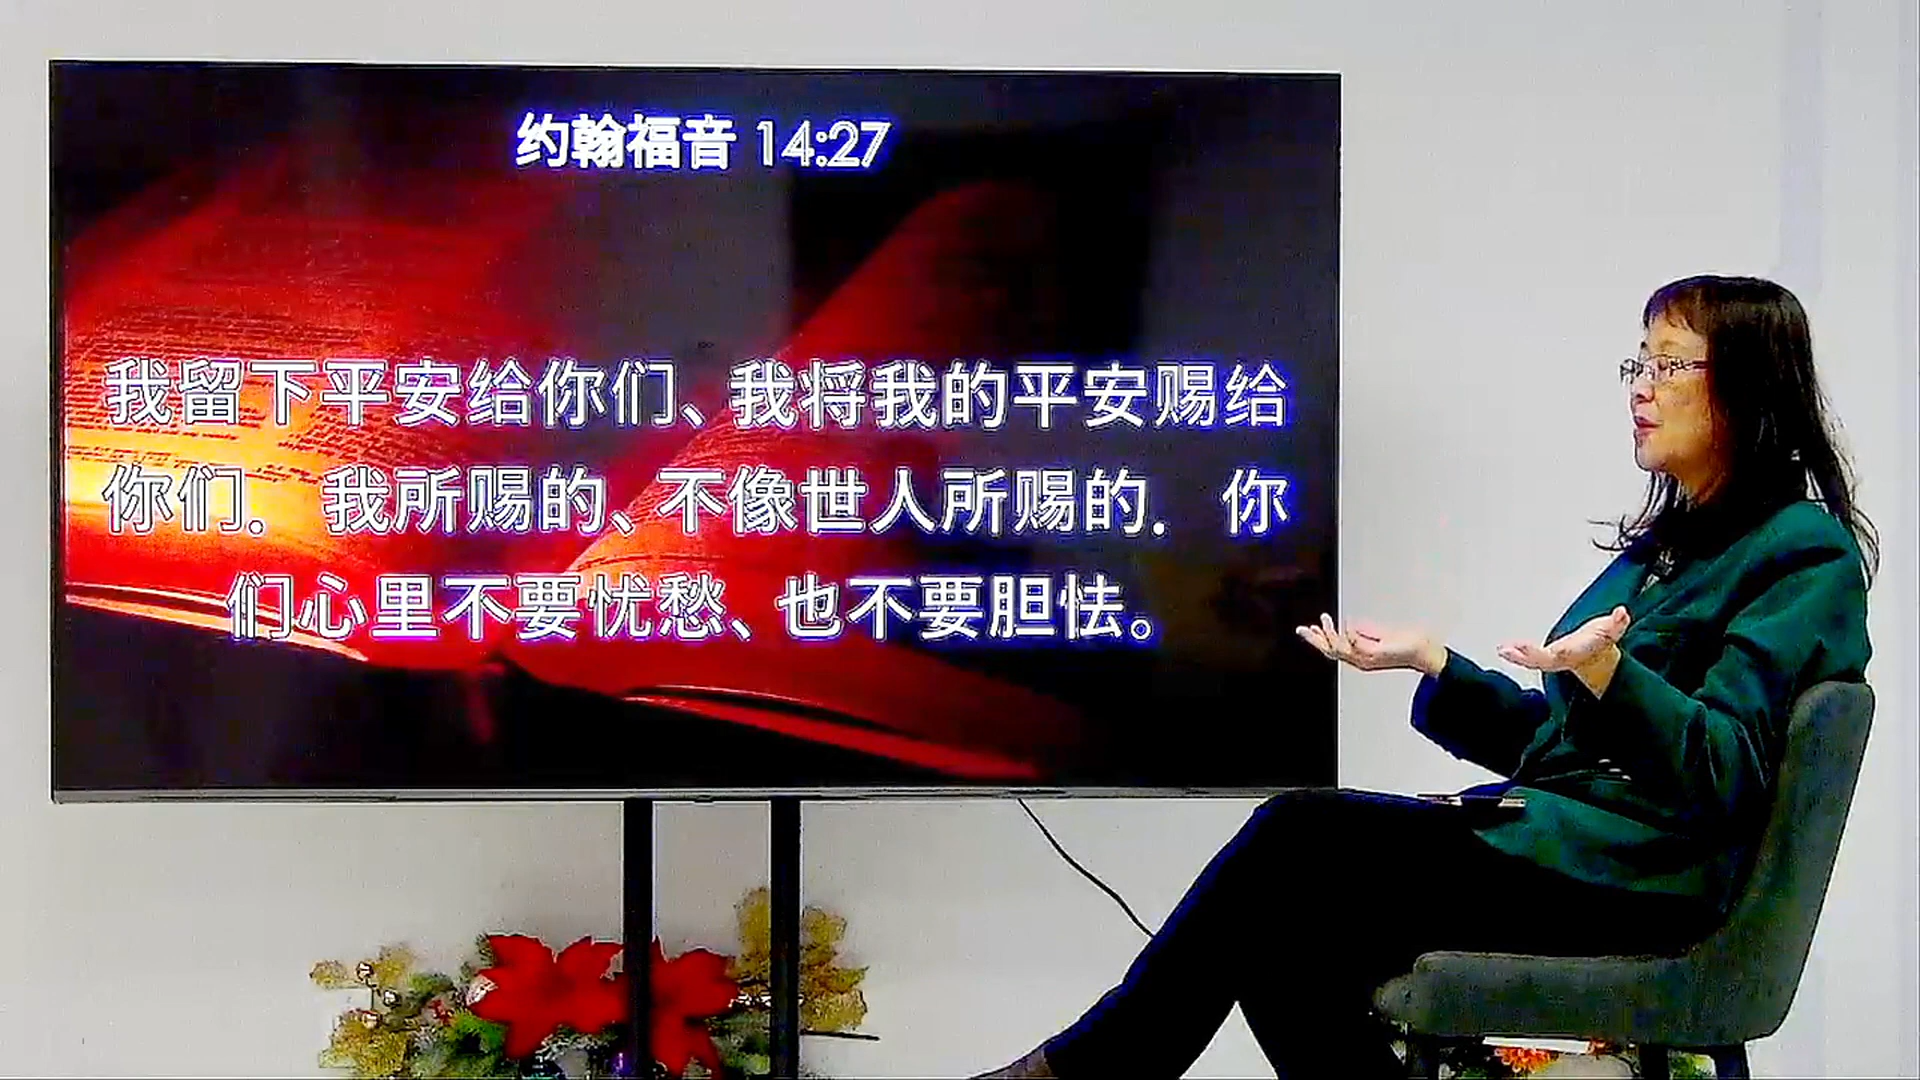 约翰福音 14:27
我留下平安给你们、我将我的平安赐给
你们. 我所赐的、不像世人所赐的. 你
们心里不要忧愁、也不要胆怯。